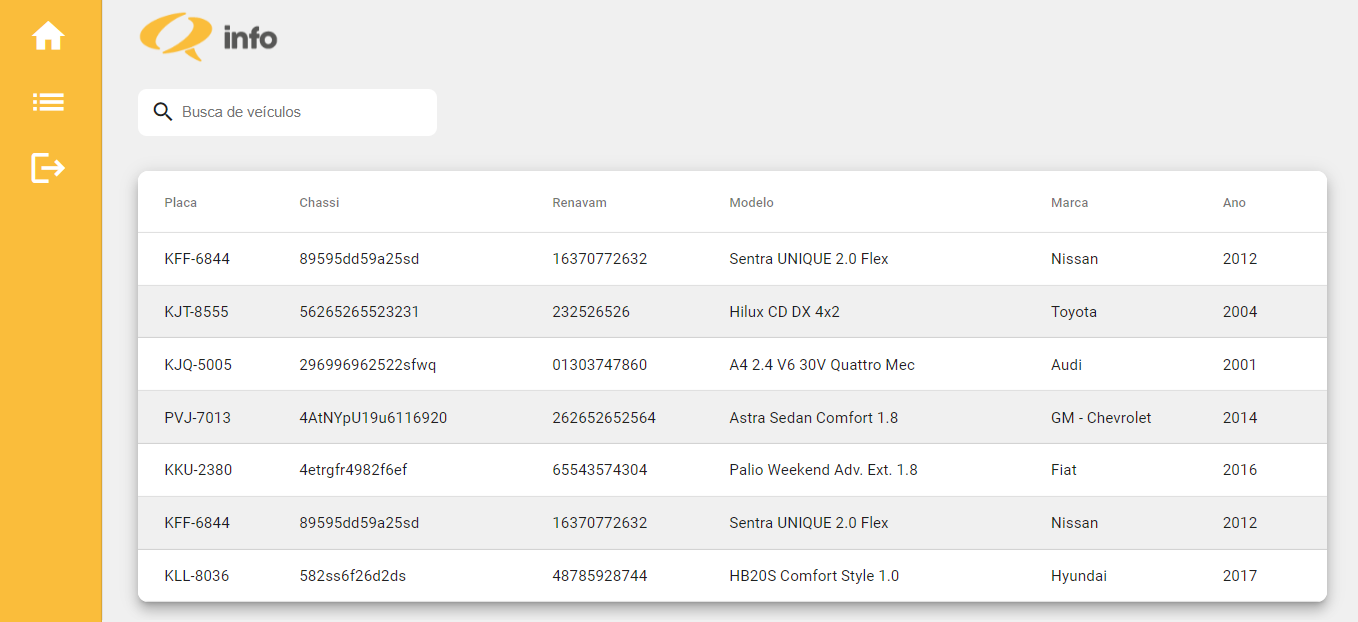 info
Busca de veículos
Placa Chassi Renavam Modelo Marca Ano
KFF-6844 89595dd59a25sd 16370772632 Sentra UNIQUE 2.0 Flex Nissan 2012
KJT-8555 56265265523231 232526526 Hilux CD DX 4x2 Toyota 2004
KJQ-5005 296996962522sfwq 01303747860 A4 2.4 V6 30V Quattro Mec Audi 2001
PVJ-7013 4AtNYpU19u6116920 262652652564 Astra Sedan Comfort 1.8 GM - Chevrolet 2014
KKU-2380 4etrgfr4982f6ef 65543574304 Palio Weekend Adv. Ext. 1.8 Fiat 2016
KFF-6844 89595dd59a25sd 16370772632 Sentra UNIQUE 2.0 Flex Nissan 2012
KLL-8036 582ss6f26d2ds 48785928744 HB20S Comfort Style 1.0 Hyundai 2017